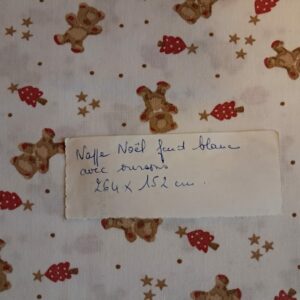 Nappe Noël fond blanc
avec oursons
264 x 152 cm.